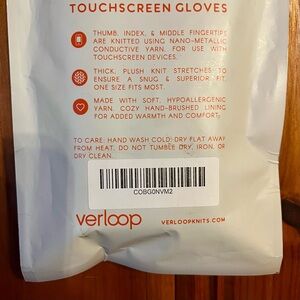 TOUCHSCREEN GLOVES
THUMB, INDEX, & MIDDLE FINGERTIPS
ARE KNITTED USING NANO-METALLIC
CONDUCTIVE YARN. FOR USE WITH
TOUCHSCREEN DEVICES.
THICK, PLUSH KNIT STRETCHES TO
ENSURE A SNUG & SUPERIOR FIT.
ONE SIZE FITS MOST.
MADE WITH SOFT, HYPOALLERGENIC
YARN. COZY HAND-BRUSHED LINING
FOR ADDED WARMTH AND COMFORT.
TO CARE: HAND WASH COLD; DRY FLAT AWAY
FROM HEAT. DO NOT TUMBLE DRY, IRON, OR
DRY CLEAN.
COBG0NVM2
verloop
VERLOOPKNITS.COM